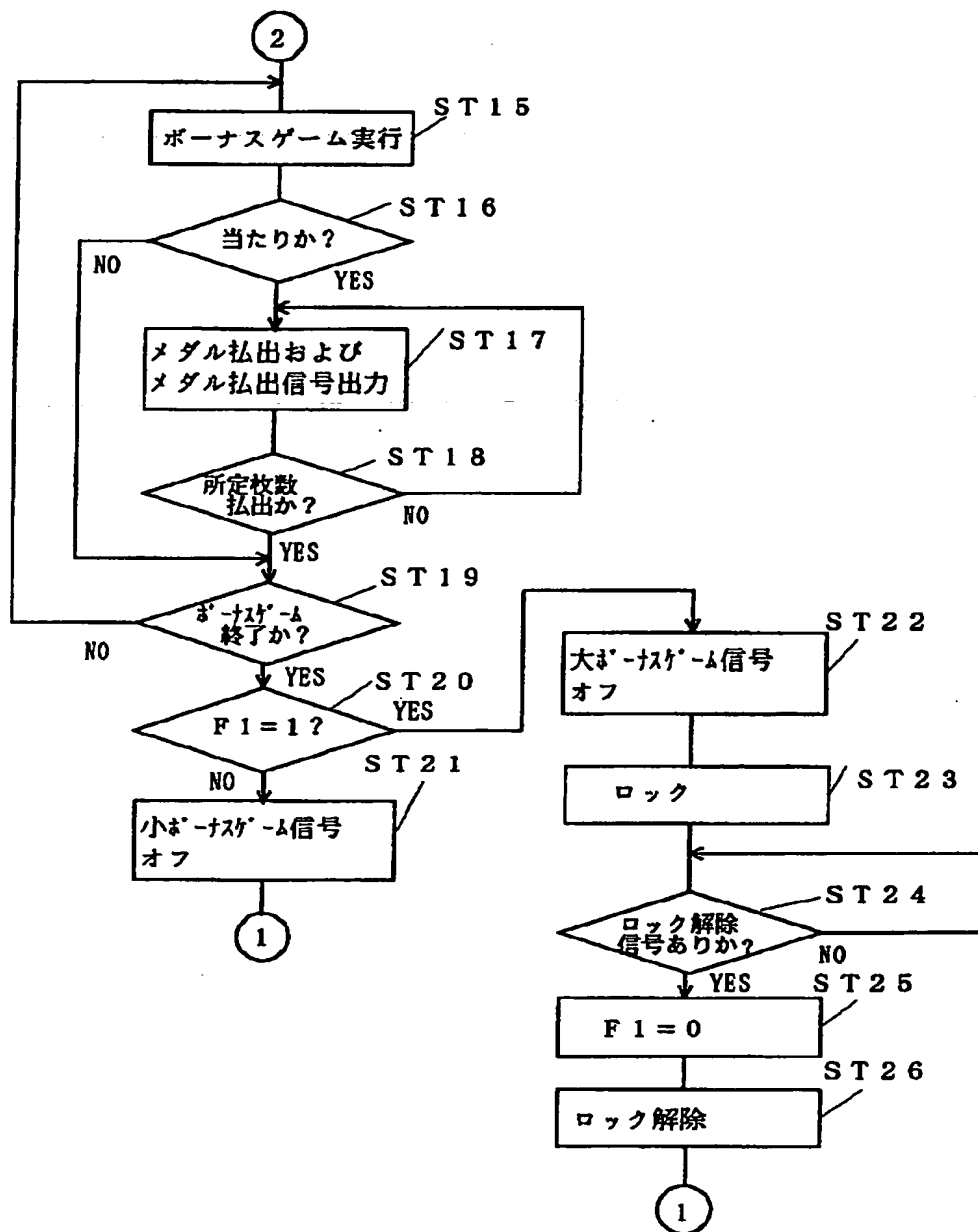 2
ST15
ボーナスゲーム実行
ST16
当たりか?
NO
YES
ST17
メダル払出および
メダル払出信号出力
ST18
所定枚数
払出か?
NO
YES
ST19
ボーナスゲーム
終了か?
NO
YES
ST20
F1=1?
YES
NO
ST21
小ボーナスゲーム信号
オフ
1
ST22
大ボーナスゲーム信号
オフ
ST23
ロック
ST24
ロック解除
信号ありか?
NO
YES
ST25
F1=0
ST26
ロック解除
1